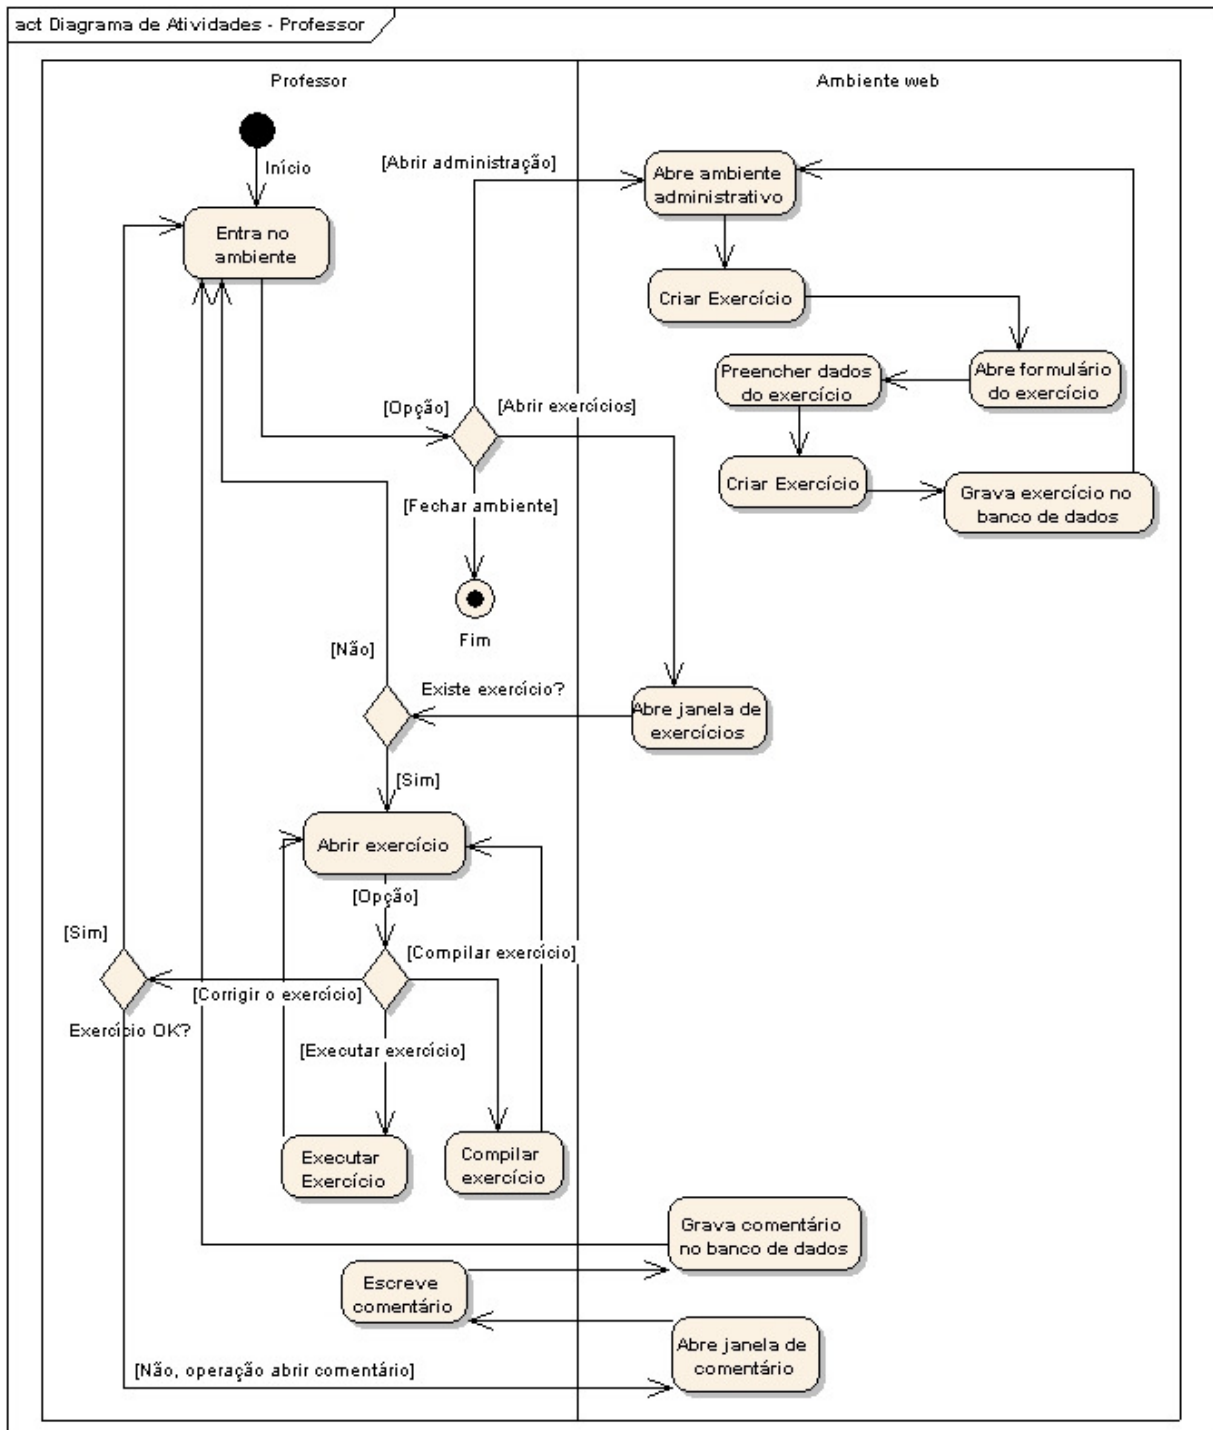 act Diagrama de Atividades - Professor
Professor
Ambiente web
Início
[Abrir administração]
Abre ambiente
administrativo
Entra no
ambiente
Criar Exercício
Preencher dados
do exercício
Abre formulário
do exercício
[Opção]
[Abrir exercícios]
Criar Exercício
Grava exercício no
banco de dados
[Fechar ambiente]
Fim
[Não]
Existe exercício?
Abre janela de
exercícios
[Sim]
Abrir exercício
[Opção]
[Sim]
[Compilar exercício]
[Corrigir o exercício]
Exercício OK?
[Executar exercício]
Executar
Exercício
Compilar
exercício
Grava comentário
no banco de dados
Escreve
comentário
Abre janela de
comentário
[Não, operação abrir comentário]